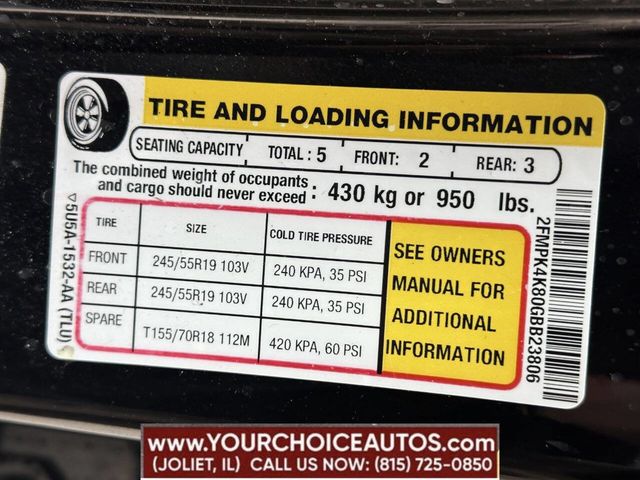 TIRE AND LOADING INFORMATION
SEATING CAPACITY TOTAL : 5 FRONT: 2 REAR: 3
The combined weight of occupants
and cargo should never exceed : 430 kg or 950 lbs.
TIRE SIZE COLD TIRE PRESSURE
FRONT 245/55R19 103V 240 KPA, 35 PSI
REAR 245/55R19 103V 240 KPA, 35 PSI
SPARE T155/70R18 112M 420 KPA, 60 PSI
SEE OWNERS
MANUAL FOR
ADDITIONAL
INFORMATION
▽5U5A-1532-AA (TLU)
2FMPK4K80GBB23806
WWW.YOURCHOICEAUTOS.COM
(JOLIET, IL) CALL US NOW: (815) 725-0850